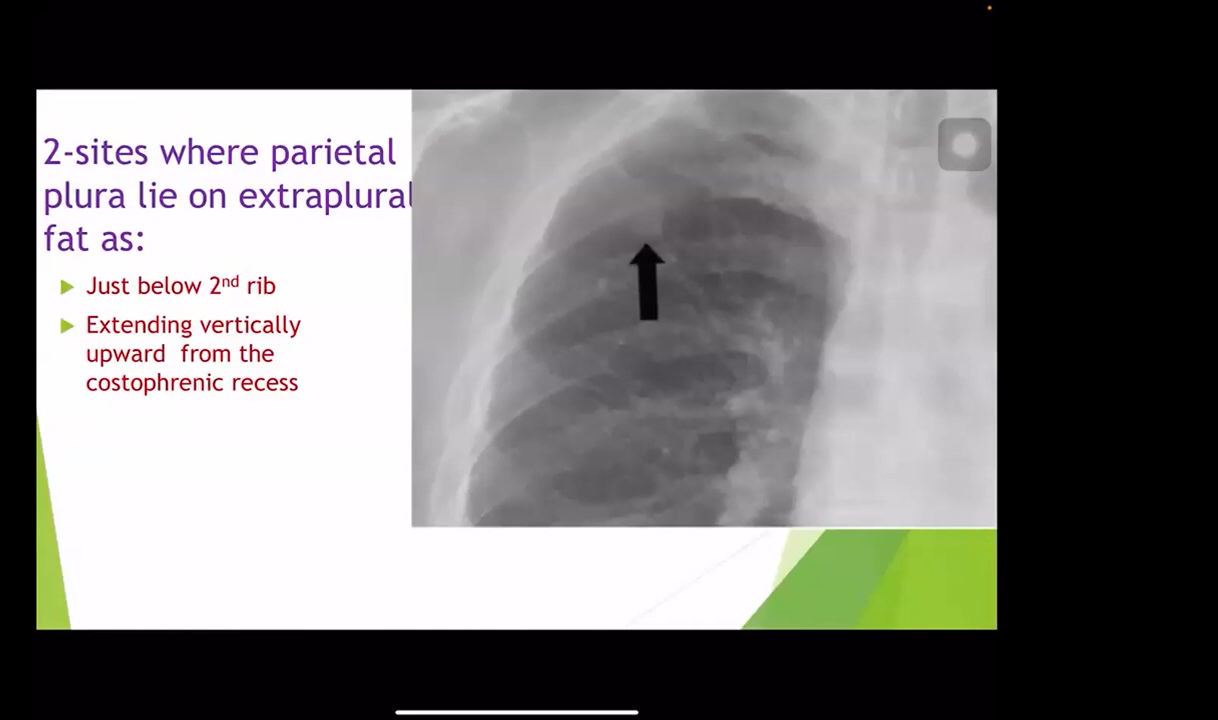 2-sites where parietal
plura lie on extraplural
fat as:
Just below 2nd rib
Extending vertically
upward from the
costophrenic recess